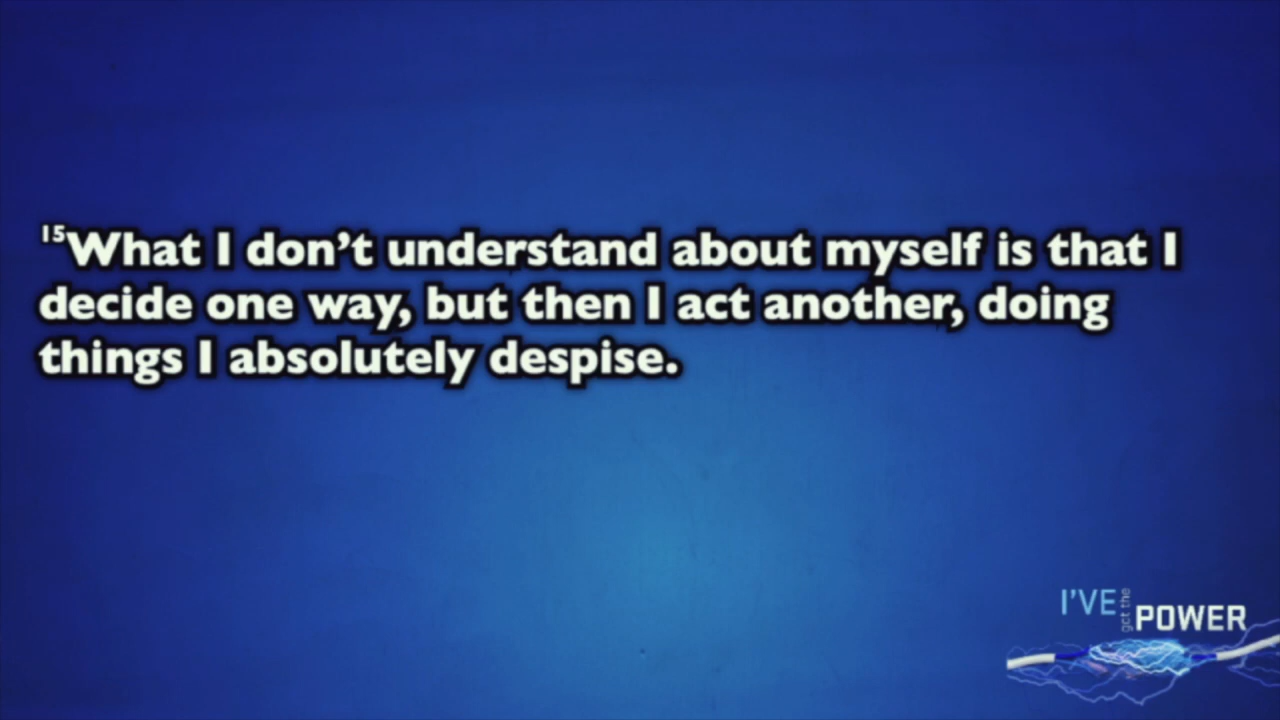 ¹⁵What I don’t understand about myself is that I
decide one way, but then I act another, doing
things I absolutely despise.
I'VE got the POWER